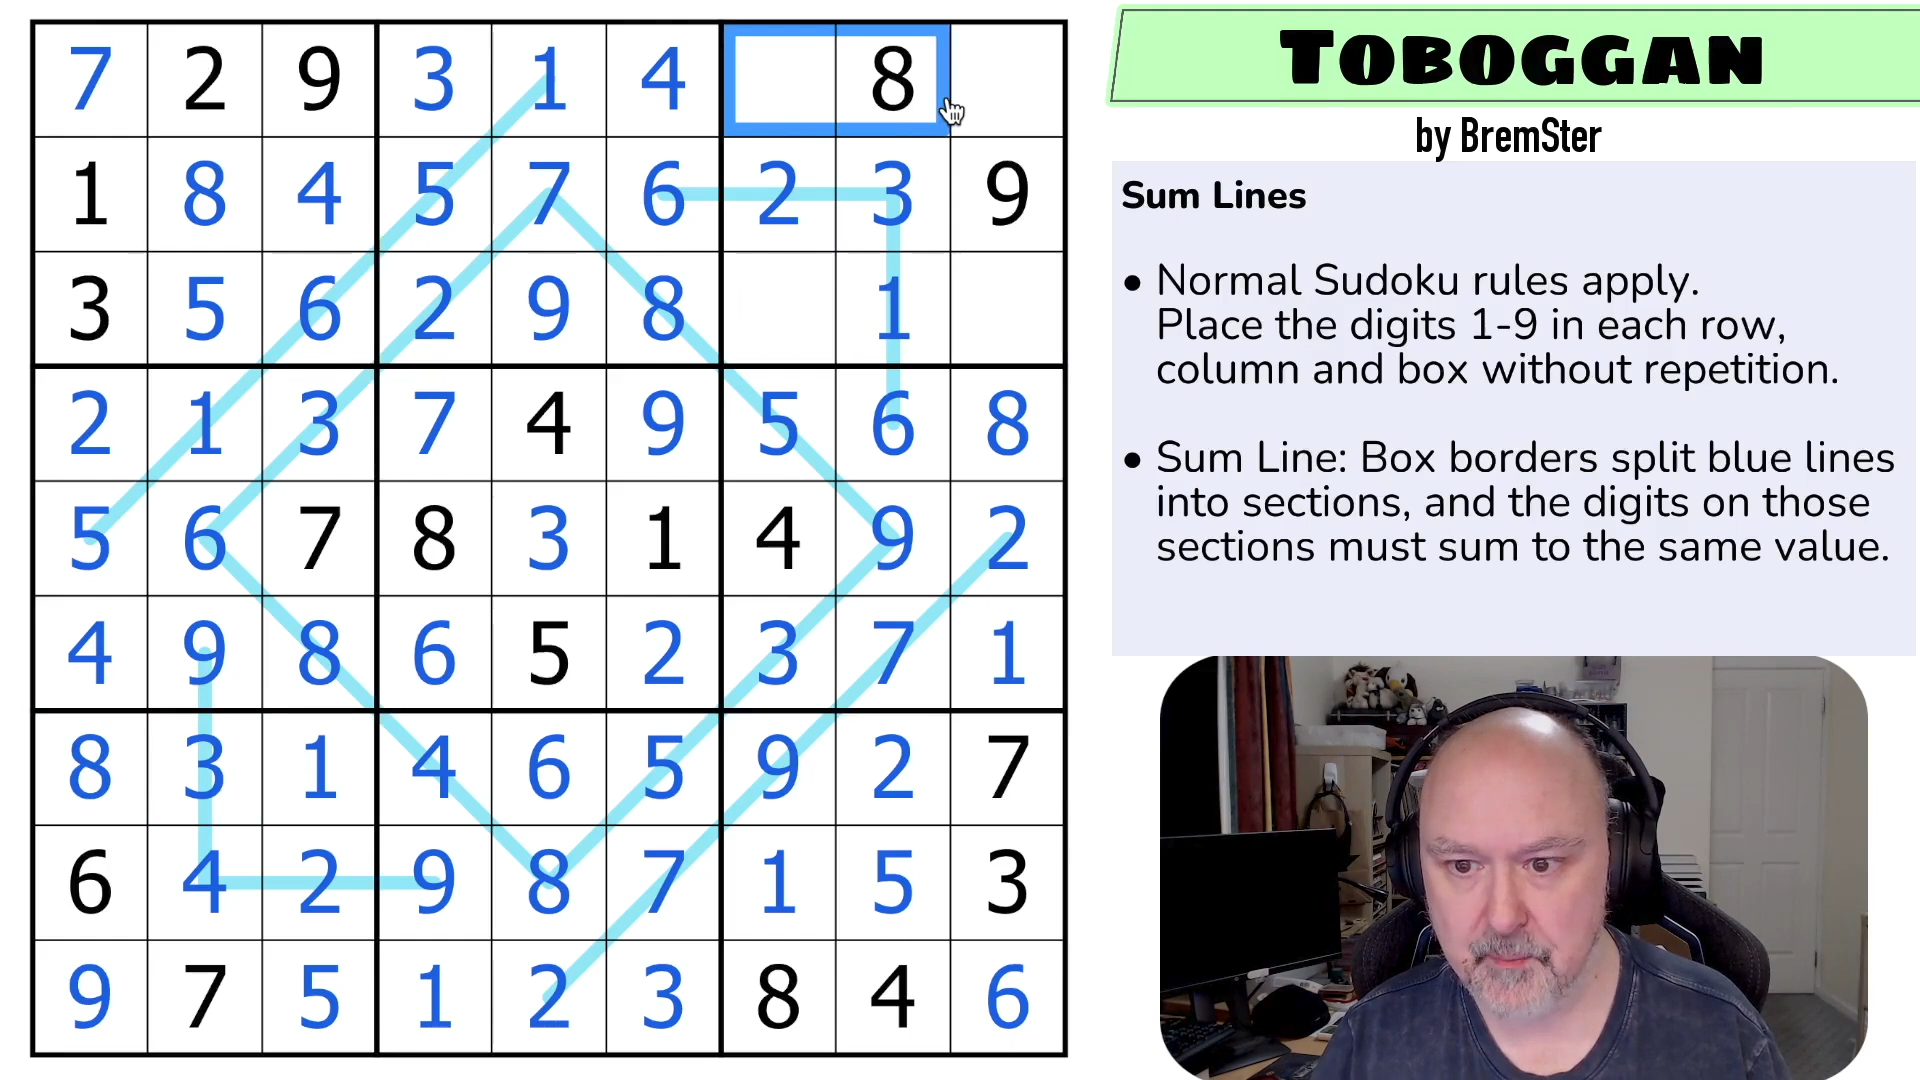 7 2 9 3 1 4 8
1 8 4 5 7 6 2 3 9
3 5 6 2 9 8 1
2 1 3 7 4 9 5 6 8
5 6 7 8 3 1 4 9 2
4 9 8 6 5 2 3 7 1
8 3 1 4 6 5 9 2 7
6 4 2 9 8 7 1 5 3
9 7 5 1 2 3 8 4 6
TOBOGGAN
by BremSter
Sum Lines
• Normal Sudoku rules apply.
Place the digits 1-9 in each row,
column and box without repetition.
• Sum Line: Box borders split blue lines
into sections, and the digits on those
sections must sum to the same value.